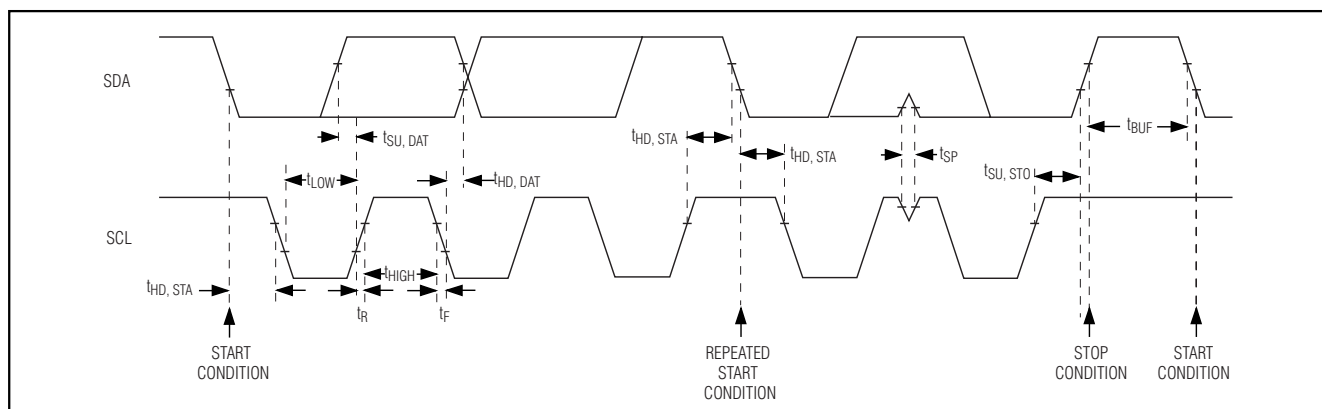 SDA
tSU, DAT
tHD, STA
tHD, STA
tSP
tBUF
tSU, STO
tLOW
tHD, DAT
SCL
tHIGH
tHD, STA
tR
tF
START
CONDITION
REPEATED
START
CONDITION
STOP
CONDITION
START
CONDITION